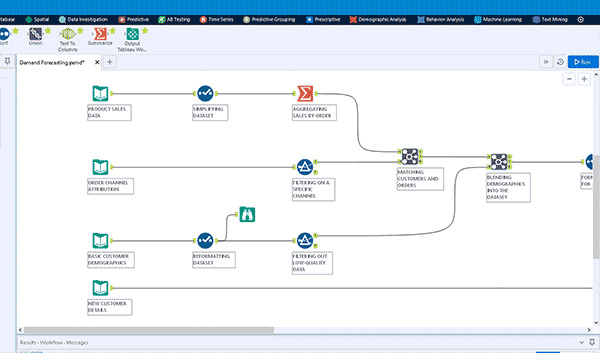 tabase Spatial Data Investigation Predictive AB Testing Time Series Predictive Grouping Prescriptive Demographic Analysis Behavior Analysis Machine Learning Text Mining
ort Union Text To Columns Summarize Output Tableau Wo...
Demand Forecasting.yxmd*
Run
PRODUCT SALES DATA
SIMPLIFYING DATASET
AGGREGATING SALES BY ORDER
ORDER CHANNEL ATTRIBUTION
FILTERING ON A SPECIFIC CHANNEL
MATCHING CUSTOMERS AND ORDERS
BLENDING DEMOGRAPHICS INTO THE DATASET
FORM
FOR
BASIC CUSTOMER DEMOGRAPHICS
REFORMATTING DATASET
FILTERING OUT LOW-QUALITY DATA
NEW CUSTOMER DETAILS
Results - Workflow - Messages